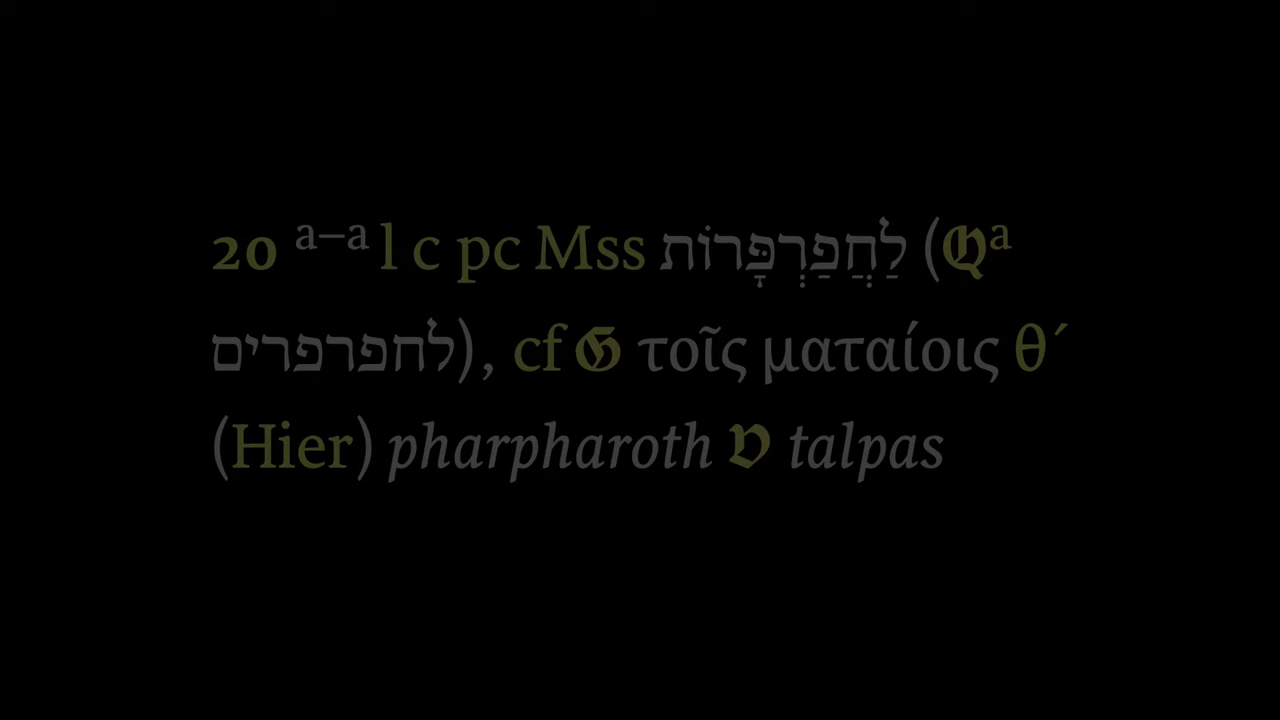 20 ᵃ⁻ᵃ l c pc Mss לַחֲפַרְפָּרוֹת (𝕼ᵃ
לחפרפרים), cf 𝕲 τοῖς ματαίοις θ´
(Hier) pharpharoth 𝖁 talpas